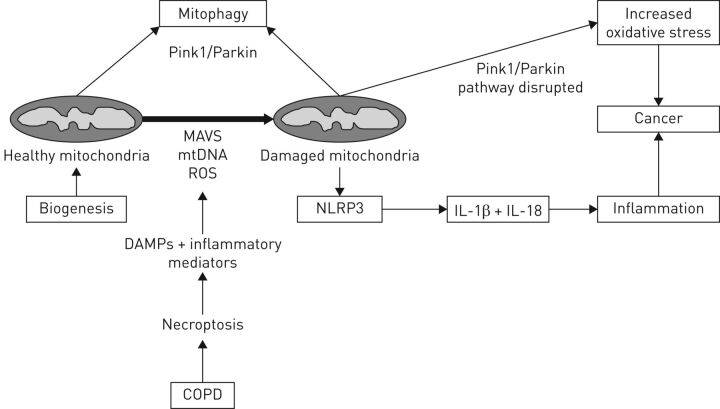 Mitophagy
Increased
oxidative stress
Pink1/Parkin
Pink1/Parkin
pathway disrupted
Cancer
Healthy mitochondria
MAVS
mtDNA
ROS
Damaged mitochondria
Biogenesis
NLRP3
IL-1β + IL-18
Inflammation
DAMPs + inflammatory
mediators
Necroptosis
COPD